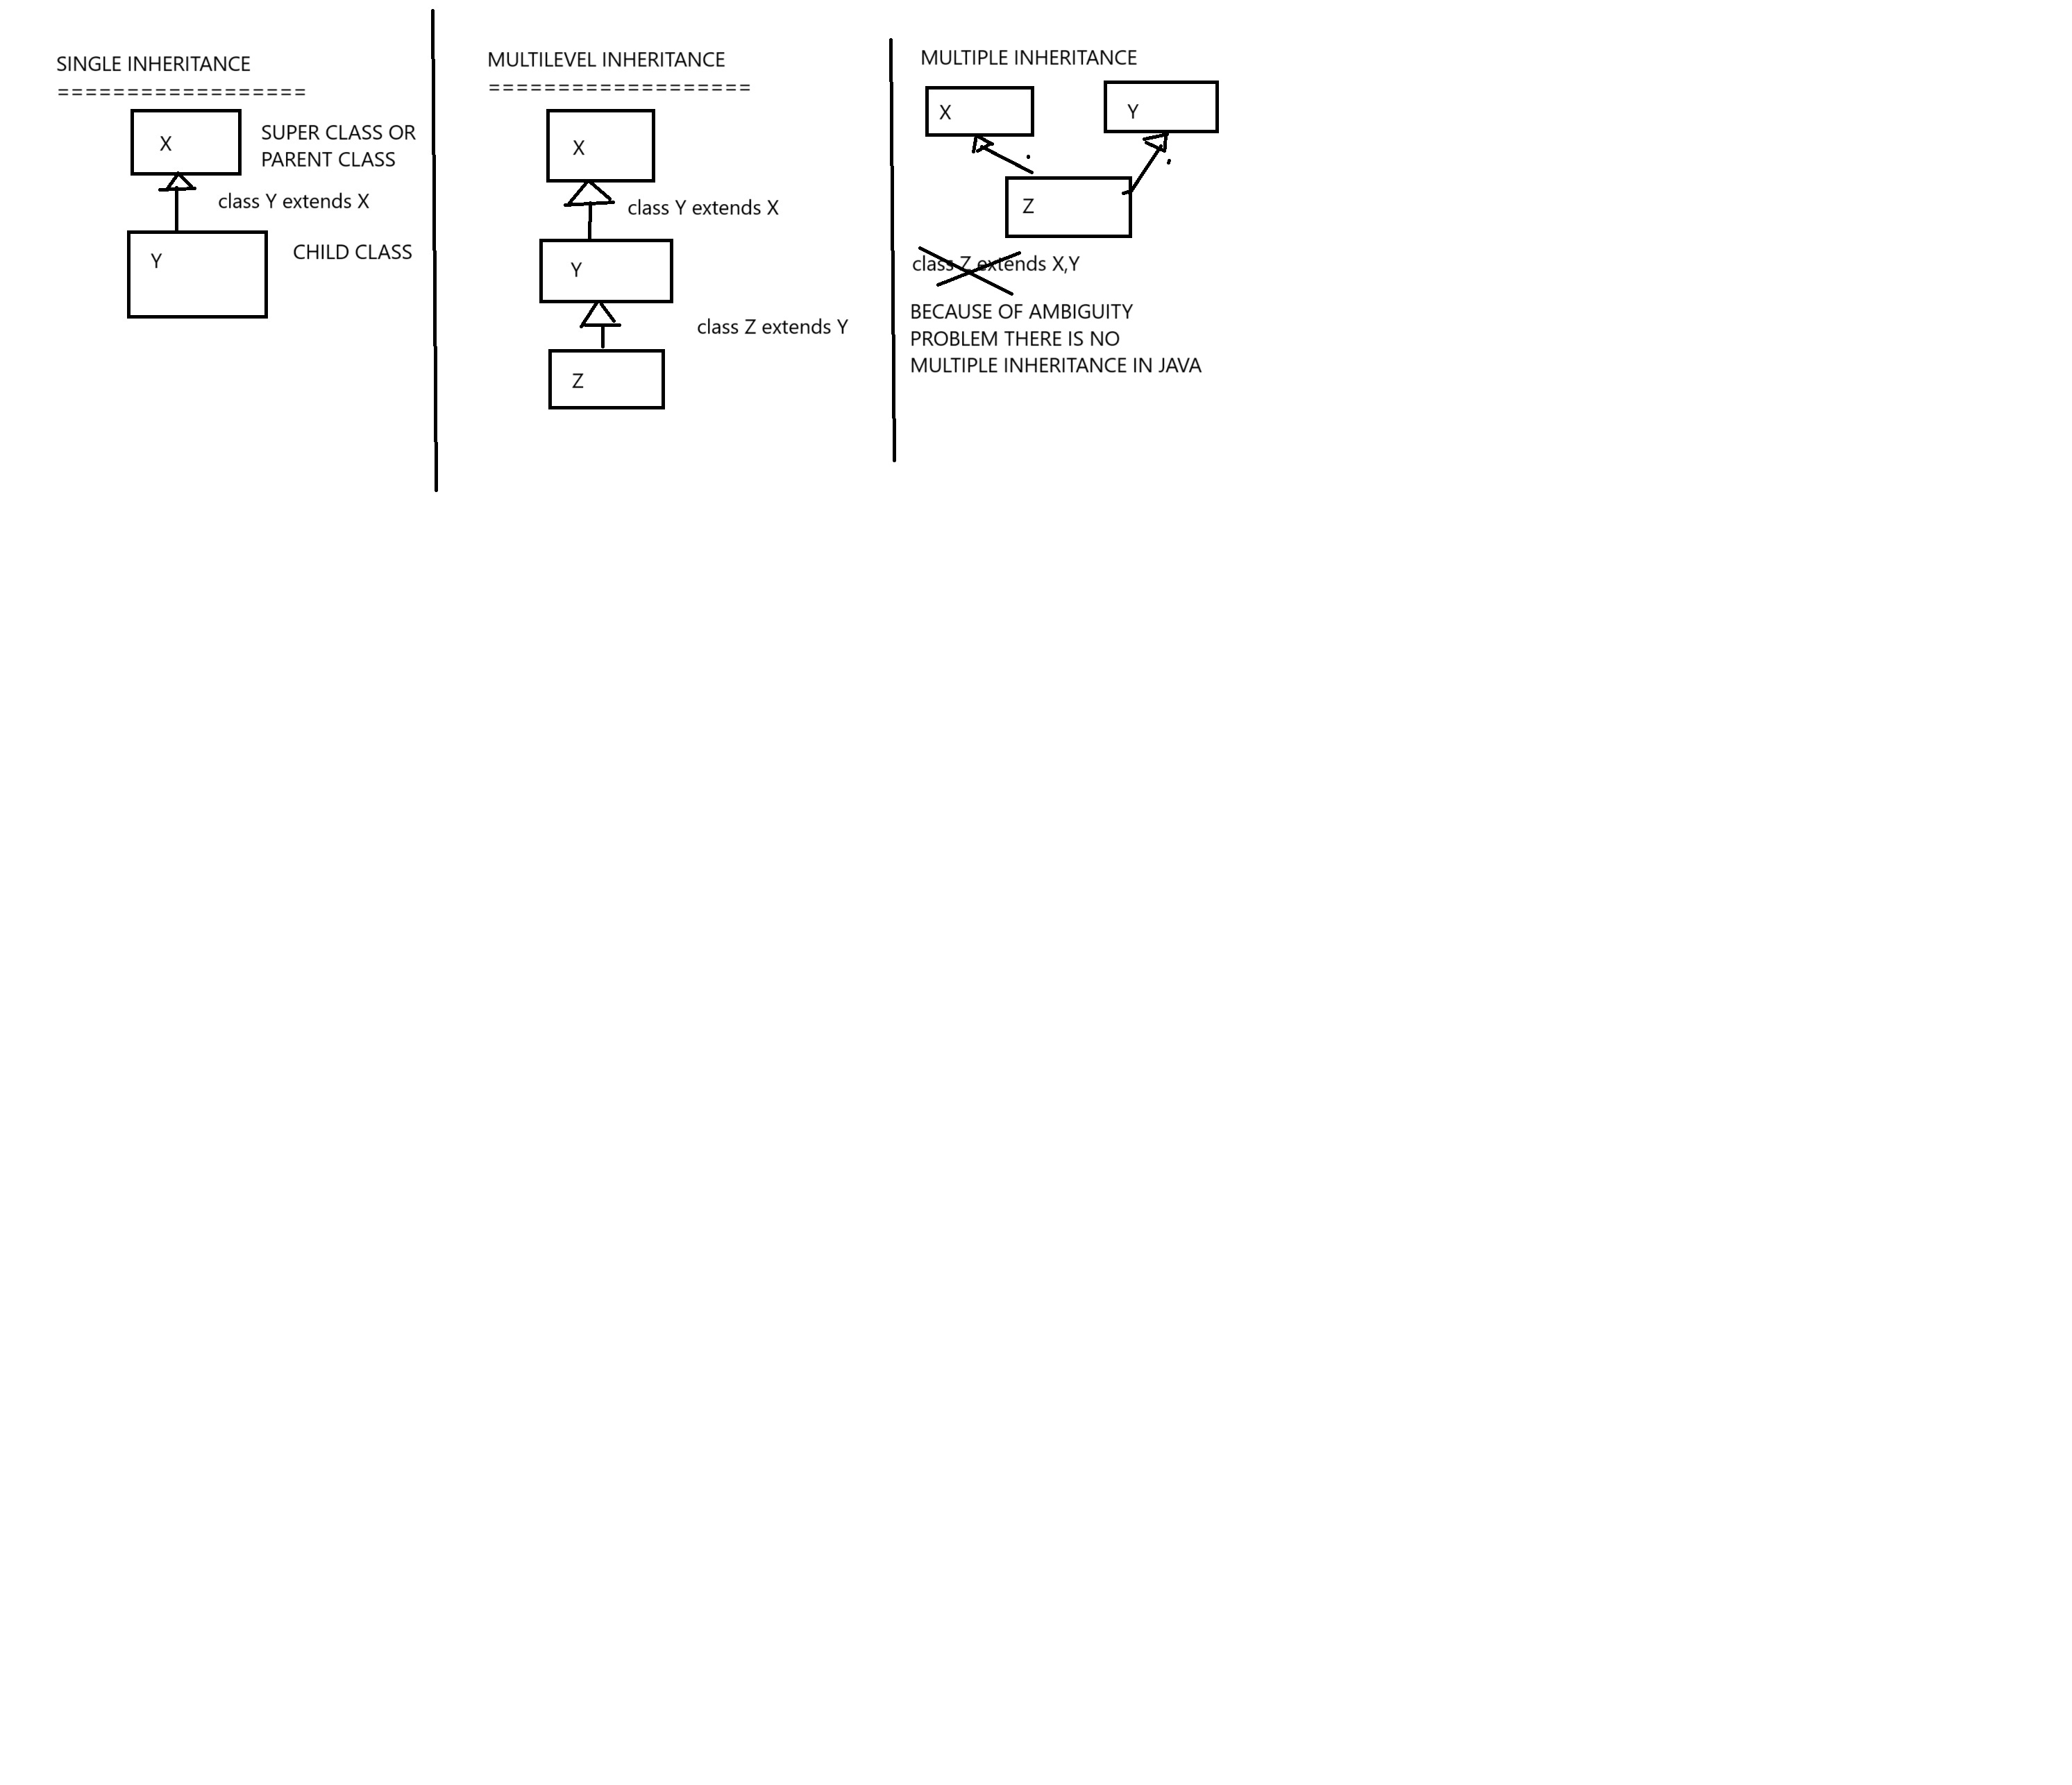 SINGLE INHERITANCE
==================
X
SUPER CLASS OR
PARENT CLASS
class Y extends X
Y
CHILD CLASS
MULTILEVEL INHERITANCE
===================
X
class Y extends X
Y
class Z extends Y
Z
MULTIPLE INHERITANCE
X
Y
Z
class Z extends X,Y
BECAUSE OF AMBIGUITY
PROBLEM THERE IS NO
MULTIPLE INHERITANCE IN JAVA